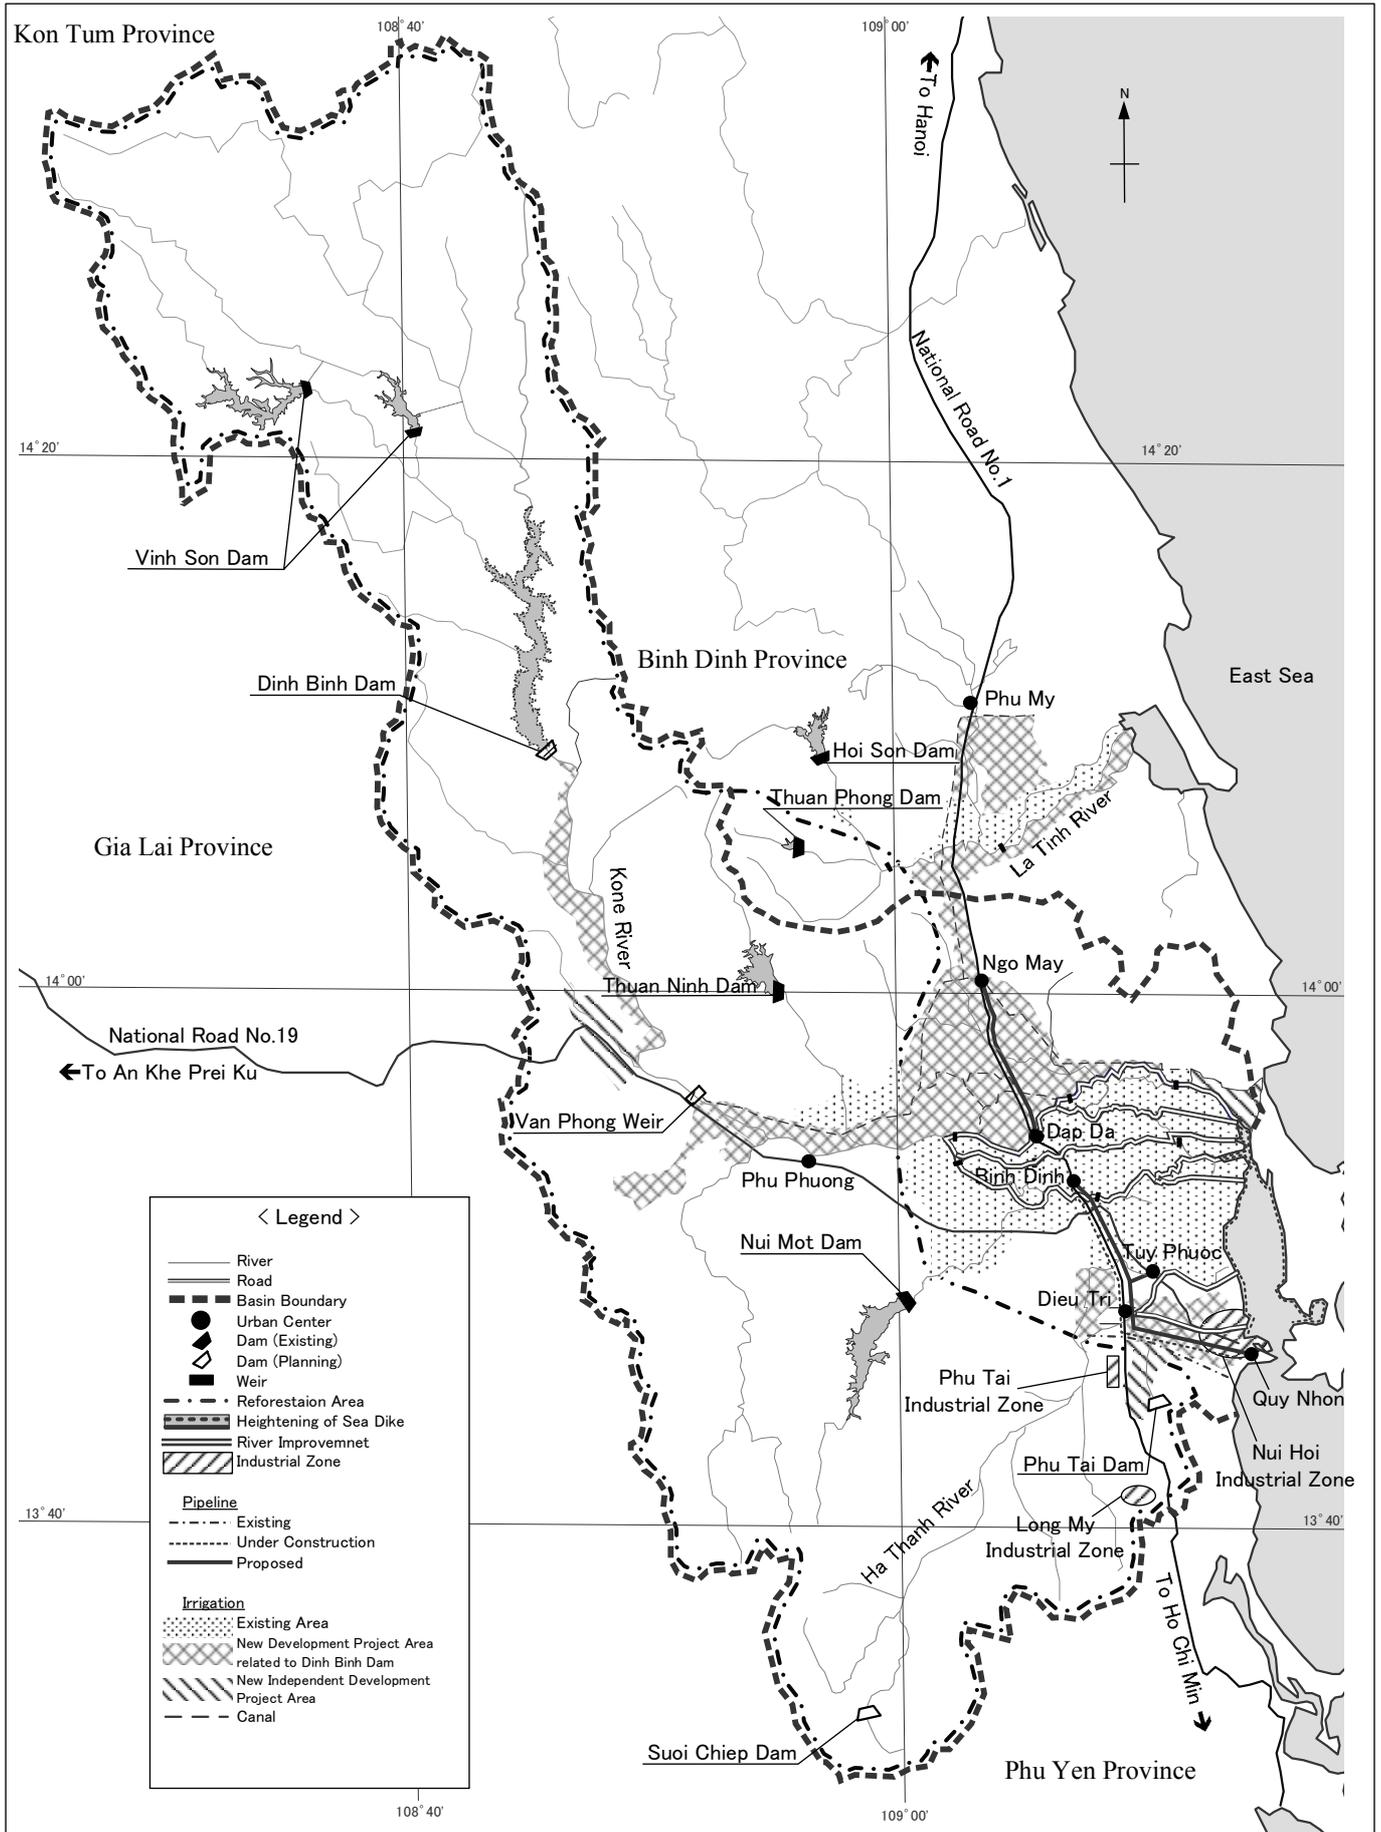 Kon Tum Province
108°40'
109°00'
To Hanoi
N
National Road No.1
14°20'
14°20'
Vinh Son Dam
Binh Dinh Province
East Sea
Dinh Binh Dam
Phu My
Hoi Son Dam
Thuan Phong Dam
La Tinh River
Gia Lai Province
Kone River
Ngo May
14°00'
Thuan Ninh Dam
14°00'
National Road No.19
To An Khe Prei Ku
Van Phong Weir
Dap Da
Phu Phuong
Binh Dinh
Nui Mot Dam
Tuy Phuoc
Dieu Tri
Phu Tai
Industrial Zone
Quy Nhon
Nui Hoi
Industrial Zone
Phu Tai Dam
13°40'
Ha Thanh River
Long My
Industrial Zone
13°40'
To Ho Chi Min
Suoi Chiep Dam
Phu Yen Province
108°40'
109°00'
< Legend >
River
Road
Basin Boundary
Urban Center
Dam (Existing)
Dam (Planning)
Weir
Reforestaion Area
Heightening of Sea Dike
River Improvemnet
Industrial Zone
Pipeline
Existing
Under Construction
Proposed
Irrigation
Existing Area
New Development Project Area
related to Dinh Binh Dam
New Independent Development
Project Area
Canal